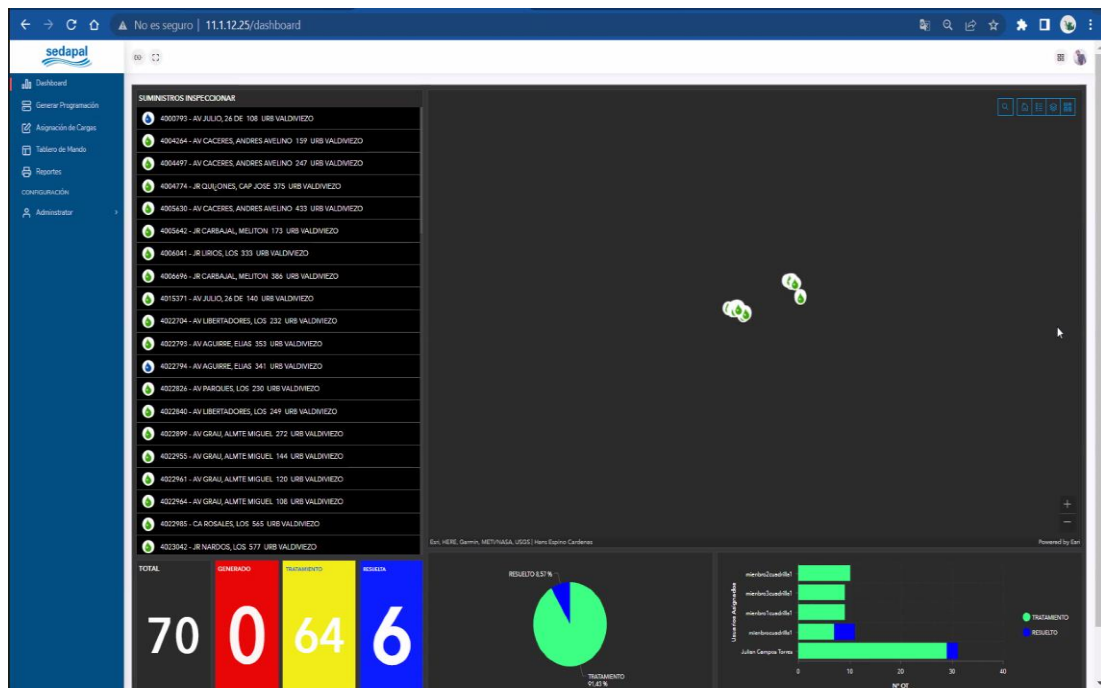 No es seguro | 11.1.12.25/dashboard
sedapal
Dashboard
Generar Programación
Asignación de Cargas
Tablero de Mando
Reportes
CONFIGURACIÓN
Adminstrator
SUMINISTROS INSPECCIONAR
4000793 - AV JULIO, 26 DE 108 URB VALDIVIEZO
4004264 - AV CACERES, ANDRES AVELINO 159 URB VALDIVIEZO
4004497 - AV CACERES, ANDRES AVELINO 247 URB VALDIVIEZO
4004774 - JR QUI¿ONES, CAP JOSE 375 URB VALDIVIEZO
4005630 - AV CACERES, ANDRES AVELINO 433 URB VALDIVIEZO
4005642 - JR CARBAJAL, MELITON 173 URB VALDIVIEZO
4006041 - JR LIRIOS, LOS 333 URB VALDIVIEZO
4006696 - JR CARBAJAL, MELITON 386 URB VALDIVIEZO
4015371 - AV JULIO, 26 DE 140 URB VALDIVIEZO
4022704 - AV LIBERTADORES, LOS 232 URB VALDIVIEZO
4022793 - AV AGUIRRE, ELIAS 353 URB VALDIVIEZO
4022794 - AV AGUIRRE, ELIAS 341 URB VALDIVIEZO
4022826 - AV PARQUES, LOS 230 URB VALDIVIEZO
4022840 - AV LIBERTADORES, LOS 249 URB VALDIVIEZO
4022899 - AV GRAU, ALMTE MIGUEL 272 URB VALDIVIEZO
4022955 - AV GRAU, ALMTE MIGUEL 144 URB VALDIVIEZO
4022961 - AV GRAU, ALMTE MIGUEL 120 URB VALDIVIEZO
4022964 - AV GRAU, ALMTE MIGUEL 108 URB VALDIVIEZO
4022985 - CA ROSALES, LOS 565 URB VALDIVIEZO
4023042 - JR NARDOS, LOS 577 URB VALDIVIEZO
Esri, HERE, Garmin, METI/NASA, USGS | Hans Espino Cardenas
Powered by Esri
TOTAL
70
GENERADO
0
TRATAMIENTO
64
RESUELTA
6
RESUELTO 8,57 %
TRATAMIENTO
91,43 %
Usuarios Asignados
miembro2cuadrilla1
miembro3cuadrilla1
miembro1cuadrilla1
miembrocuadrilla1
Julian Campos Torres
0 10 20 30 40
N° OT
TRATAMIENTO
RESUELTO